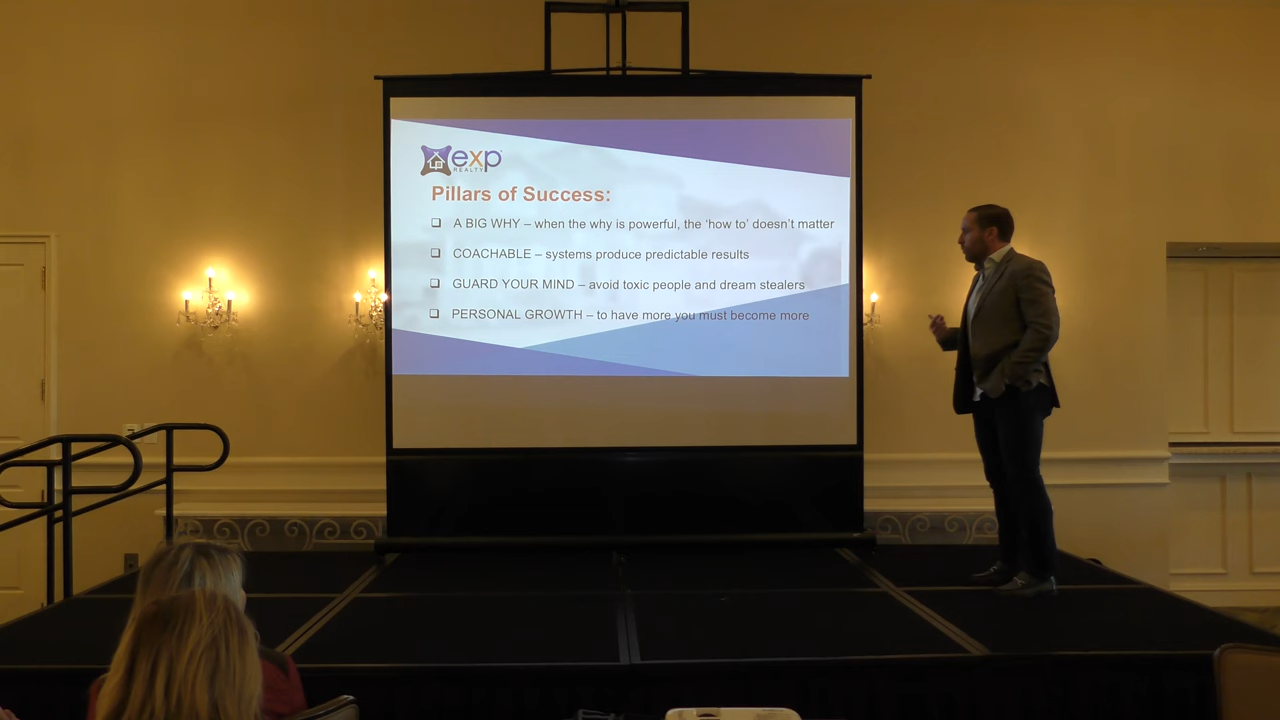 exp
REALTY
Pillars of Success:
❑ A BIG WHY – when the why is powerful, the ‘how to’ doesn’t matter
❑ COACHABLE – systems produce predictable results
❑ GUARD YOUR MIND – avoid toxic people and dream stealers
❑ PERSONAL GROWTH – to have more you must become more